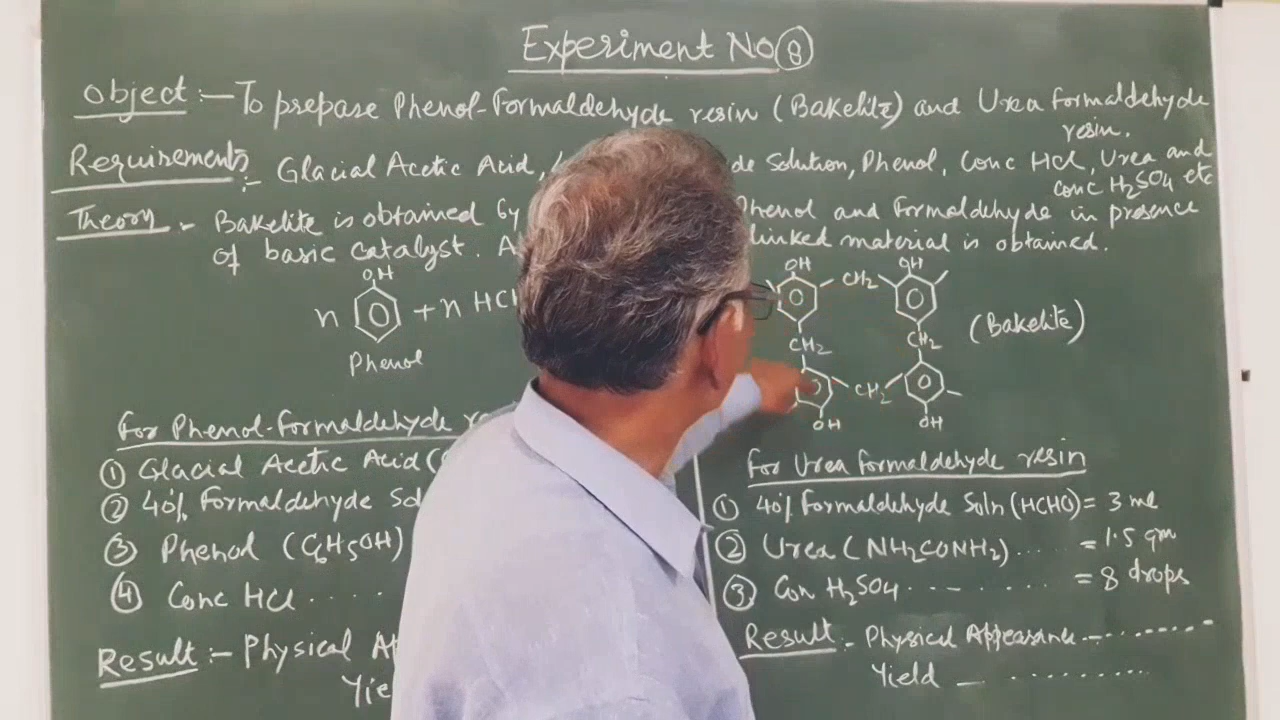 Experiment No 8
Object :- To prepare Phenol-Formaldehyde resin (Bakelite) and Urea formaldehyde
resin.
Requirements :- Glacial Acetic Acid, de Solution, Phenol, Conc HCl, Urea and
conc H2SO4 etc
Theory - Bakelite is obtained by Phenol and Formaldehyde in presence
of basic catalyst. A linked material is obtained.
OH OH OH
n + n HCH CH2
Phenol CH2 CH2 (Bakelite)
CH2
OH OH
For Phenol-Formaldehyde
① Glacial Acetic Acid (
② 40% Formaldehyde Sol
③ Phenol (C6H5OH)
④ Conc HCl .....
Result :- Physical Ap
Yie
For Urea formaldehyde resin
① 40% Formaldehyde Soln (HCHO) = 3 ml
② Urea (NH2CONH2) .... = 1.5 gm
③ Con H2SO4 ........ = 8 drops
Result - Physical Appearance ---.......
Yield - ..........